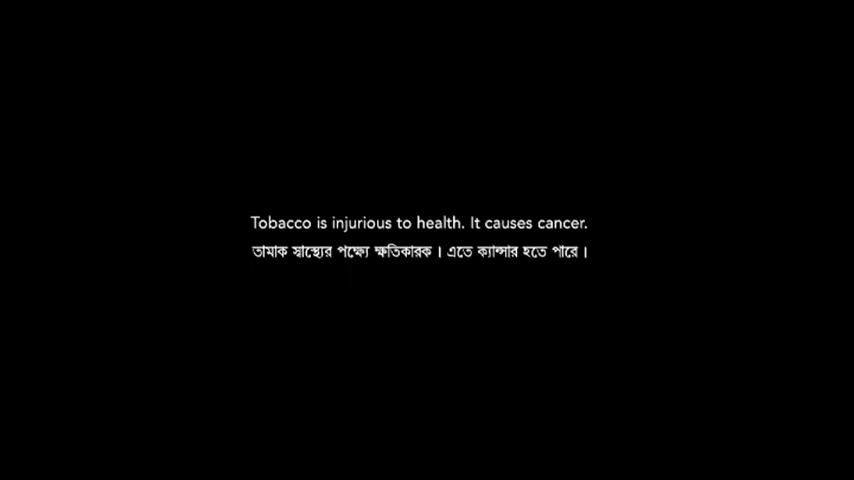 Tobacco is injurious to health. It causes cancer.
তামাক স্বাস্থ্যের পক্ষ্যে ক্ষতিকারক । এতে ক্যান্সার হতে পারে ।